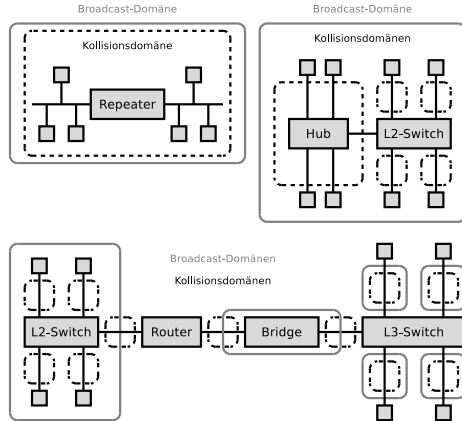 Broadcast-Domäne
Broadcast-Domäne
Kollisionsdomäne
Kollisionsdomänen
Repeater
Hub
L2-Switch
Broadcast-Domänen
Kollisionsdomänen
L2-Switch
Router
Bridge
L3-Switch